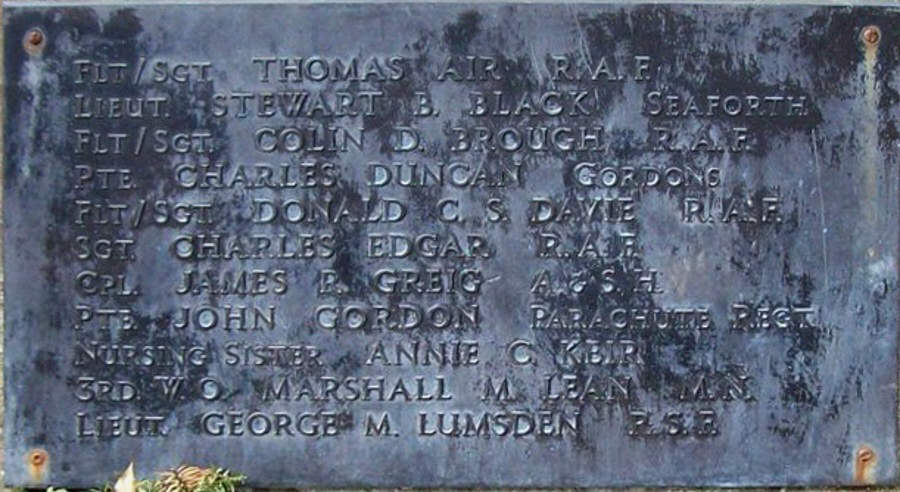 FLT/SGT. THOMAS AIR R.A.F.
LIEUT. STEWART B. BLACK SEAFORTH
FLT/SGT. COLIN D. BROUGH R.A.F.
PTE. CHARLES DUNCAN GORDONS
FLT/SGT. DONALD C. S. DAVIE R.A.F.
SGT. CHARLES EDGAR R.A.F.
CPL. JAMES R. GREIG A.&S.H.
PTE. JOHN GORDON PARACHUTE REGT.
NURSING SISTER ANNIE C. KEIR
3RD. W.O. MARSHALL M. LEAN M.N.
LIEUT. GEORGE M. LUMSDEN R.S.F.